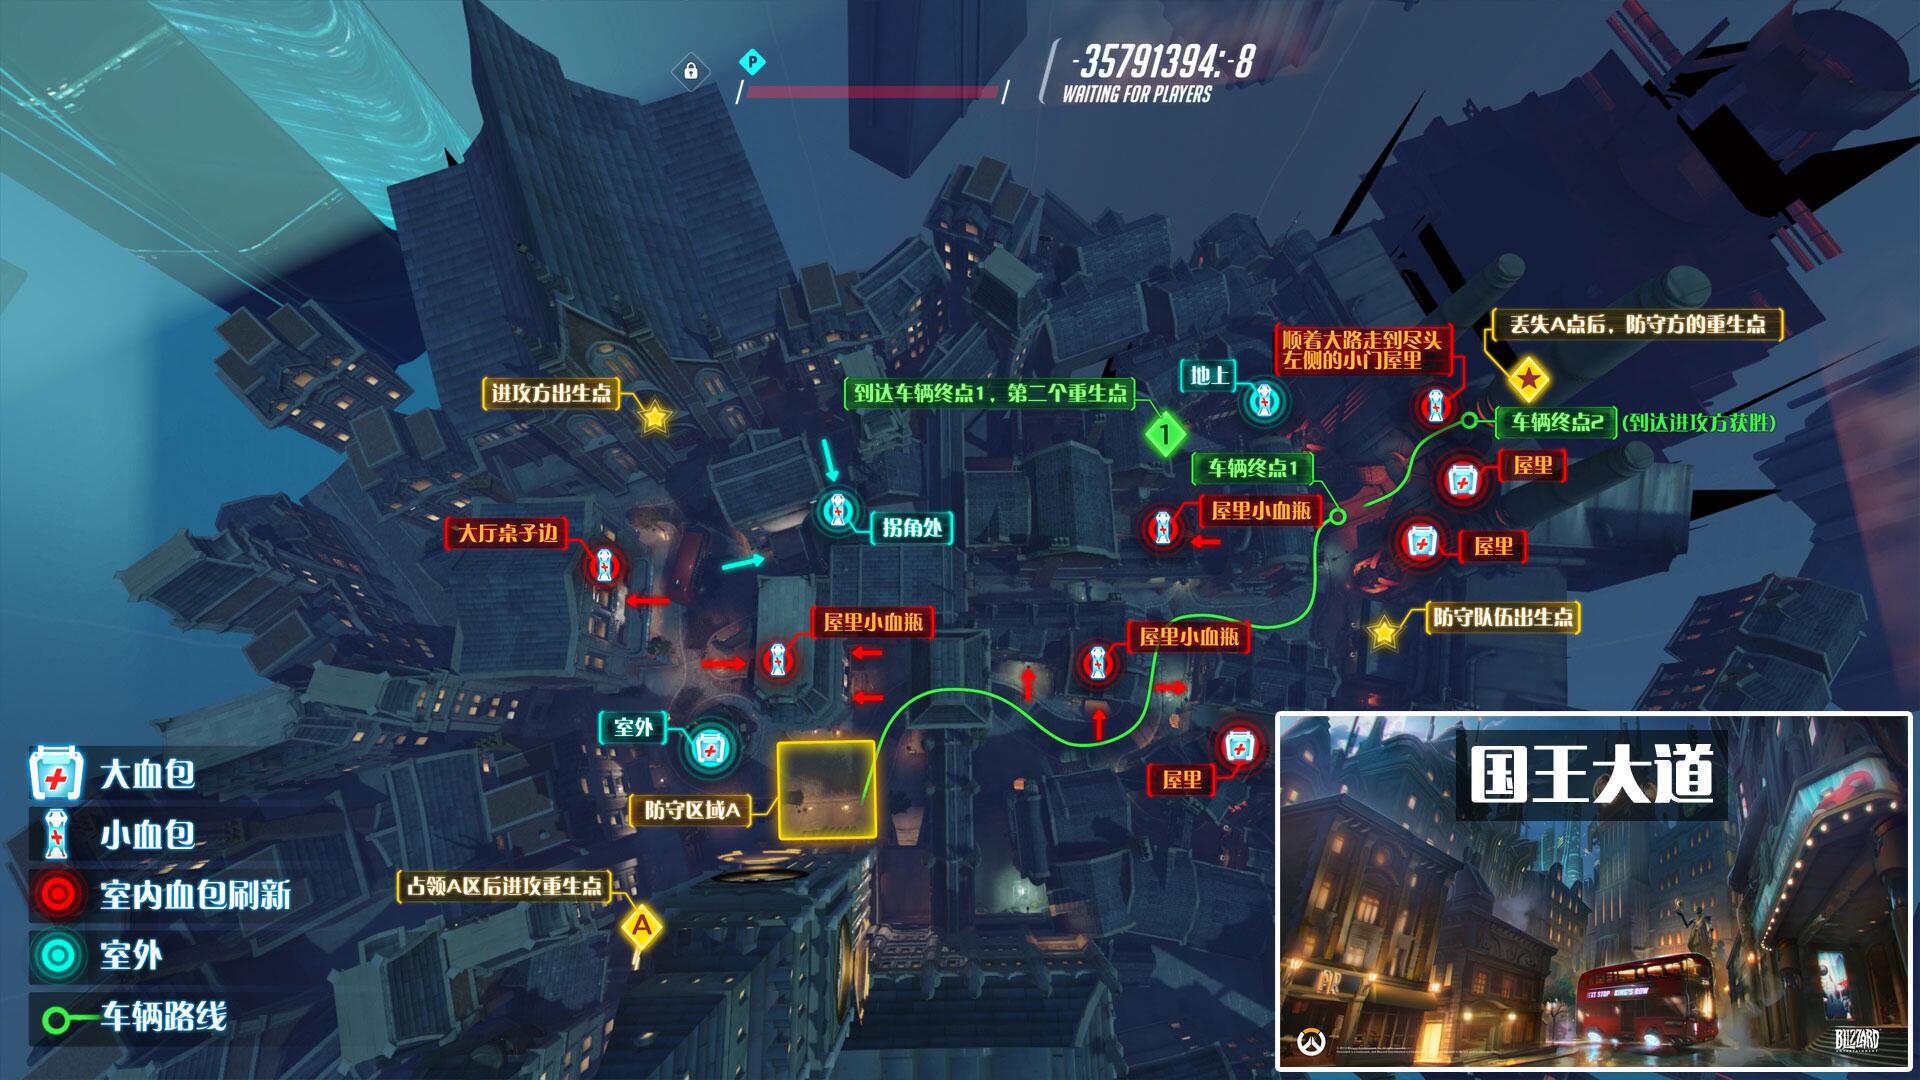 P
-35791394:-8
WAITING FOR PLAYERS
丢失A点后，防守方的重生点
顺着大路走到尽头
左侧的小门屋里
地上
进攻方出生点
到达车辆终点1，第二个重生点
1
车辆终点2 (到达进攻方获胜)
车辆终点1
屋里
屋里小血瓶
大厅桌子边
拐角处
屋里
屋里小血瓶
屋里小血瓶
防守队伍出生点
室外
屋里
防守区域A
占领A区后进攻重生点
A
大血包
小血包
室内血包刷新
室外
车辆路线
国王大道
PR
NEXT STOP KING'S ROW
BLIZZARD
ENTERTAINMENT